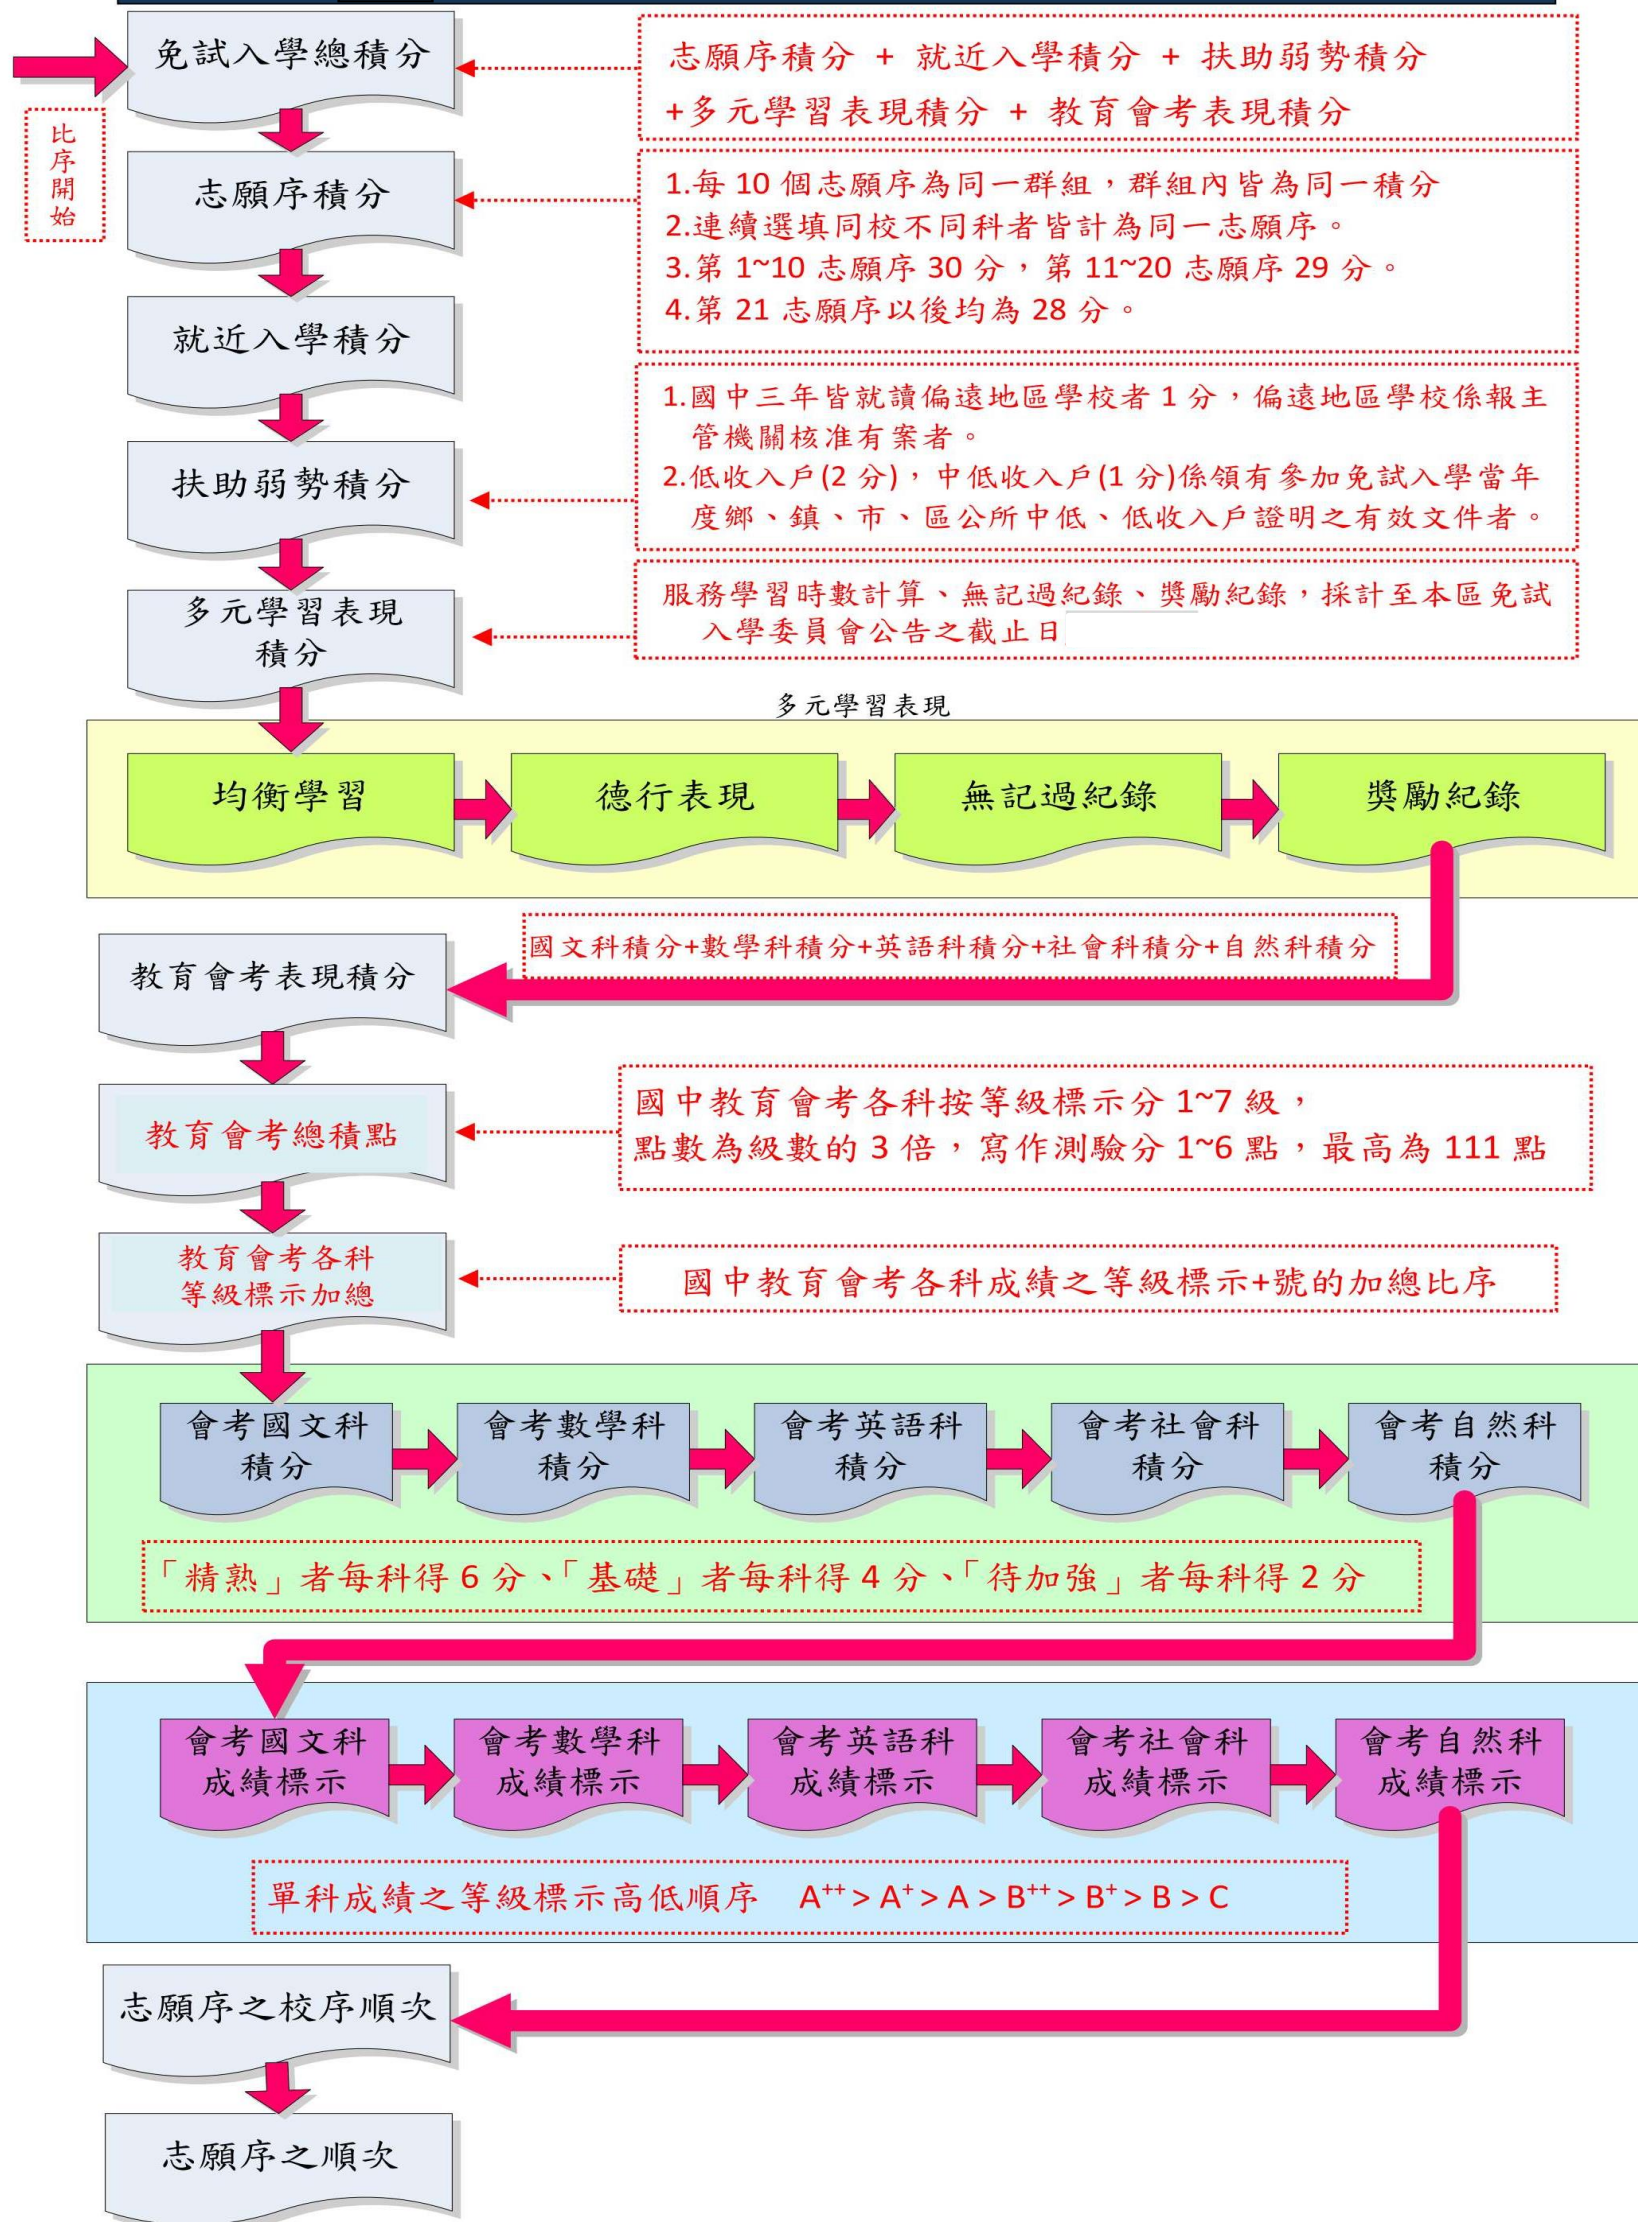 免試入學總積分
志願序積分 + 就近入學積分 + 扶助弱勢積分
+多元學習表現積分 + 教育會考表現積分
比序開始
志願序積分
1.每 10 個志願序為同一群組，群組內皆為同一積分
2.連續選填同校不同科者皆計為同一志願序。
3.第 1~10 志願序 30 分，第 11~20 志願序 29 分。
4.第 21 志願序以後均為 28 分。
就近入學積分
扶助弱勢積分
1.國中三年皆就讀偏遠地區學校者 1 分，偏遠地區學校係報主
管機關核准有案者。
2.低收入戶(2 分)，中低收入戶(1 分)係領有參加免試入學當年
度鄉、鎮、市、區公所中低、低收入戶證明之有效文件者。
多元學習表現
積分
服務學習時數計算、無記過紀錄、獎勵紀錄，採計至本區免試
入學委員會公告之截止日
多元學習表現
均衡學習
德行表現
無記過紀錄
獎勵紀錄
國文科積分+數學科積分+英語科積分+社會科積分+自然科積分
教育會考表現積分
教育會考總積點
國中教育會考各科按等級標示分 1~7 級，
點數為級數的 3 倍，寫作測驗分 1~6 點，最高為 111 點
教育會考各科
等級標示加總
國中教育會考各科成績之等級標示+號的加總比序
會考國文科
積分
會考數學科
積分
會考英語科
積分
會考社會科
積分
會考自然科
積分
「精熟」者每科得 6 分、「基礎」者每科得 4 分、「待加強」者每科得 2 分
會考國文科
成績標示
會考數學科
成績標示
會考英語科
成績標示
會考社會科
成績標示
會考自然科
成績標示
單科成績之等級標示高低順序 A⁺⁺ > A⁺ > A > B⁺⁺ > B⁺ > B > C
志願序之校序順次
志願序之順次